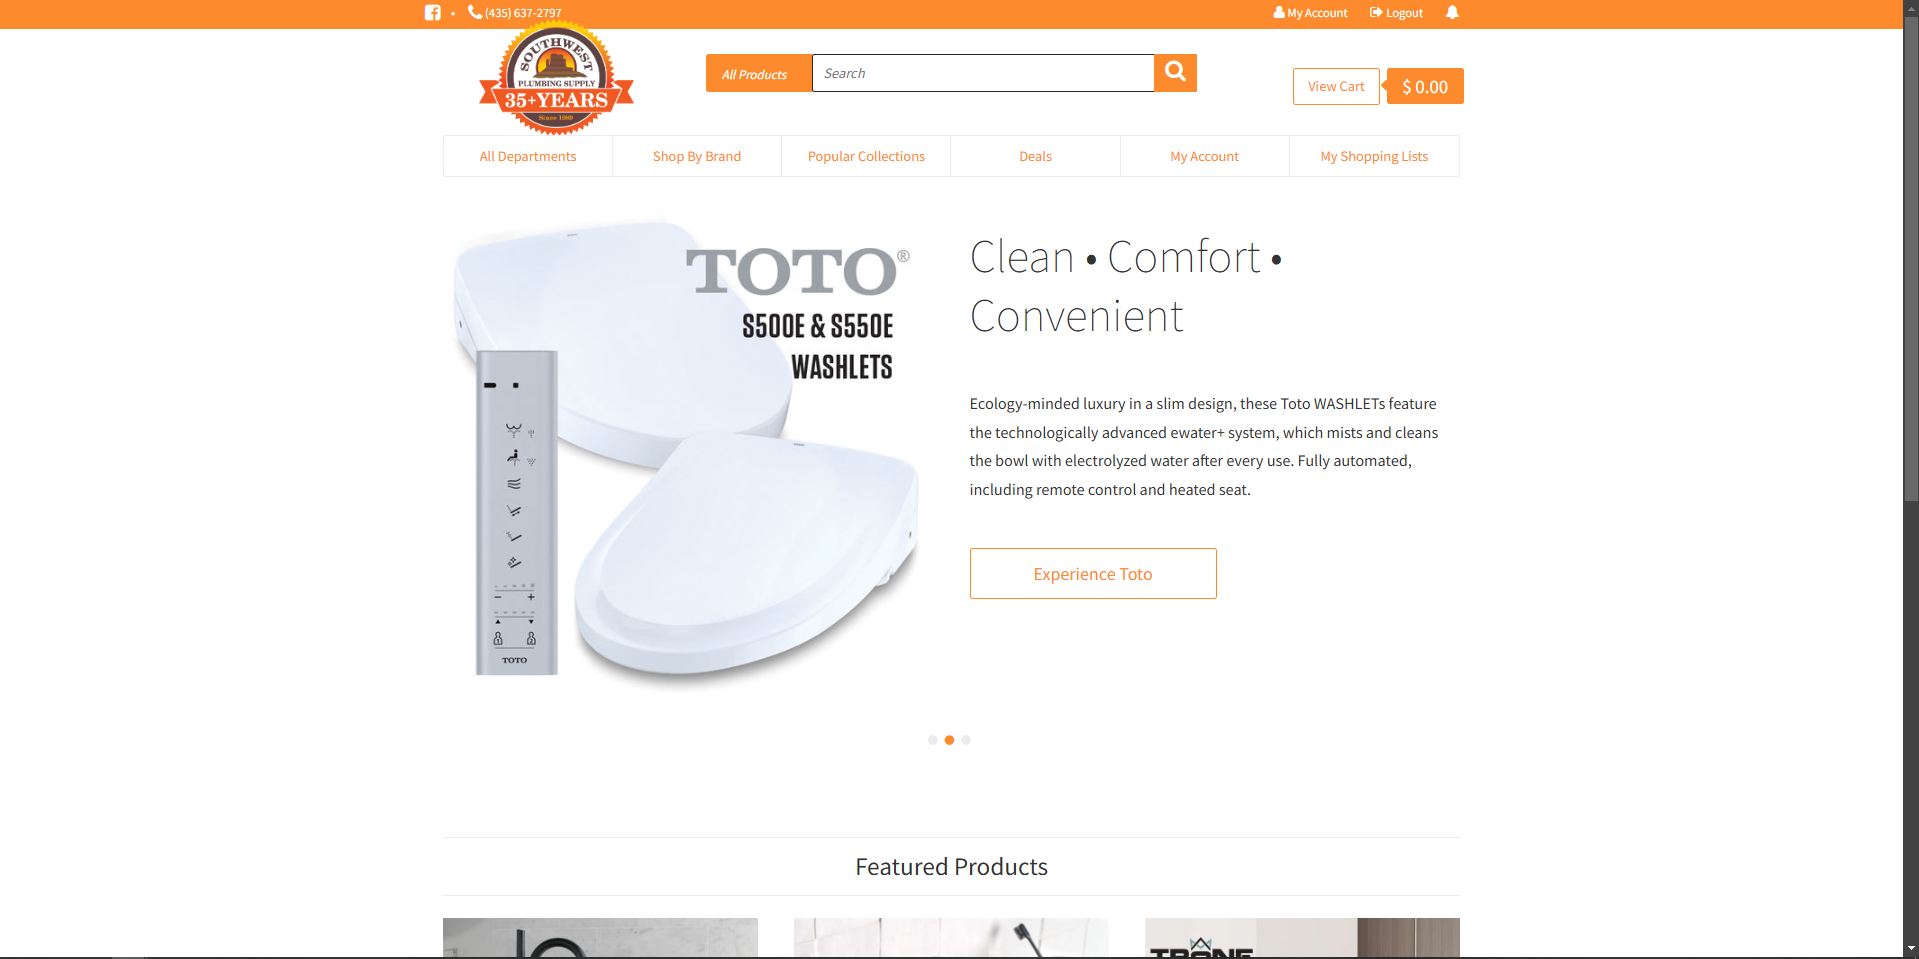 (435) 637-2797
My Account
Logout
SOUTHWEST
PLUMBING SUPPLY
35+YEARS
Since 1989
All Products
Search
View Cart
$ 0.00
All Departments
Shop By Brand
Popular Collections
Deals
My Account
My Shopping Lists
TOTO®
S500E & S550E
WASHLETS
TOTO
Clean • Comfort •
Convenient
Ecology-minded luxury in a slim design, these Toto WASHLETs feature
the technologically advanced ewater+ system, which mists and cleans
the bowl with electrolyzed water after every use. Fully automated,
including remote control and heated seat.
Experience Toto
Featured Products
TRONE